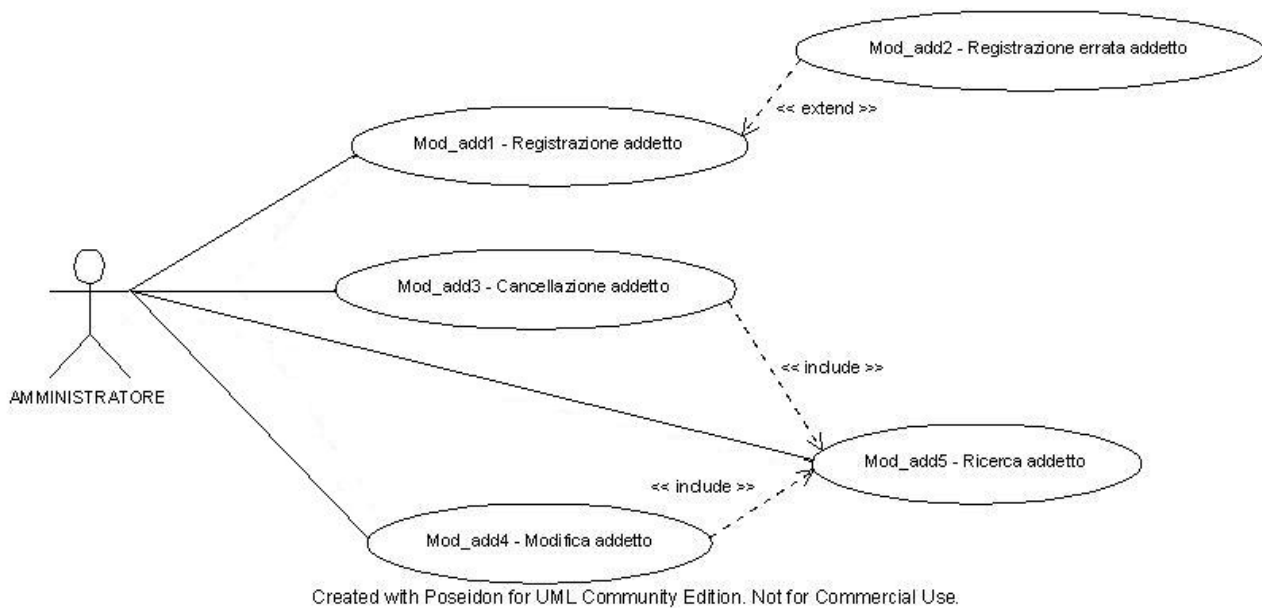 Mod_add2 - Registrazione errata addetto
<< extend >>
Mod_add1 - Registrazione addetto
Mod_add3 - Cancellazione addetto
<< include >>
AMMINISTRATORE
Mod_add5 - Ricerca addetto
<< include >>
Mod_add4 - Modifica addetto
Created with Poseidon for UML Community Edition. Not for Commercial Use.